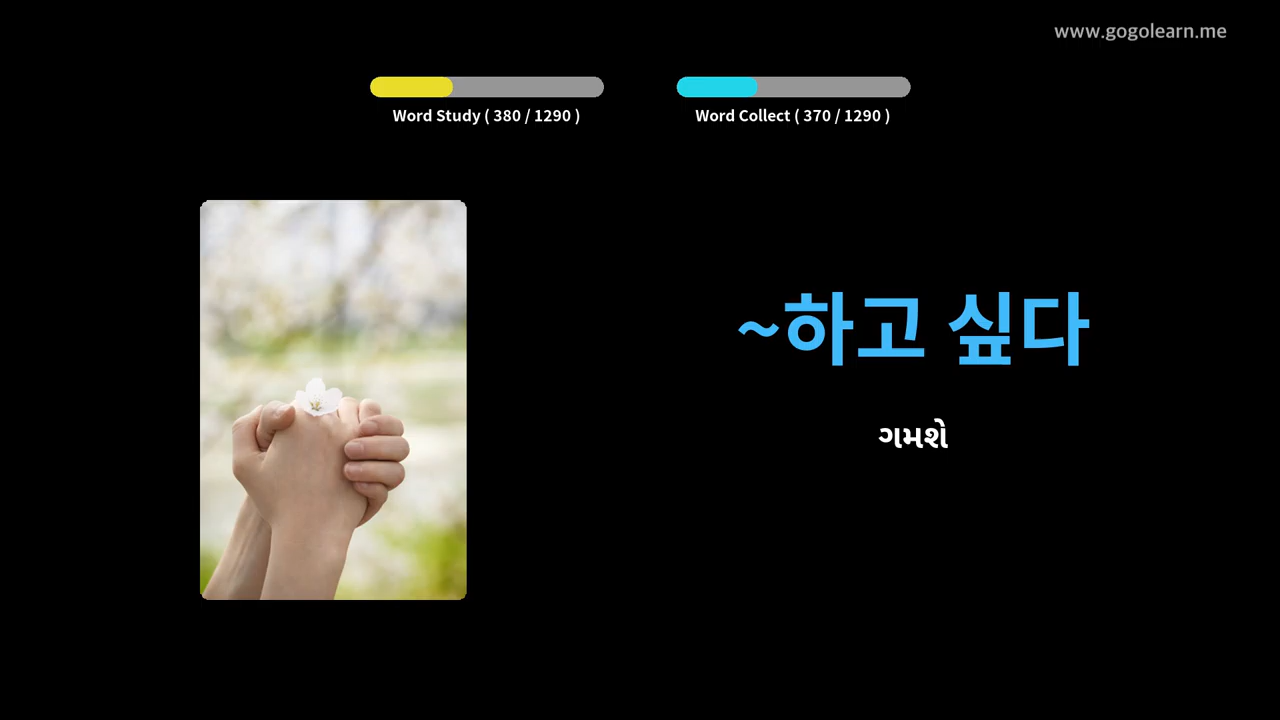 www.gogolearn.me
Word Study ( 380 / 1290 )
Word Collect ( 370 / 1290 )
~하고 싶다
ગમશે